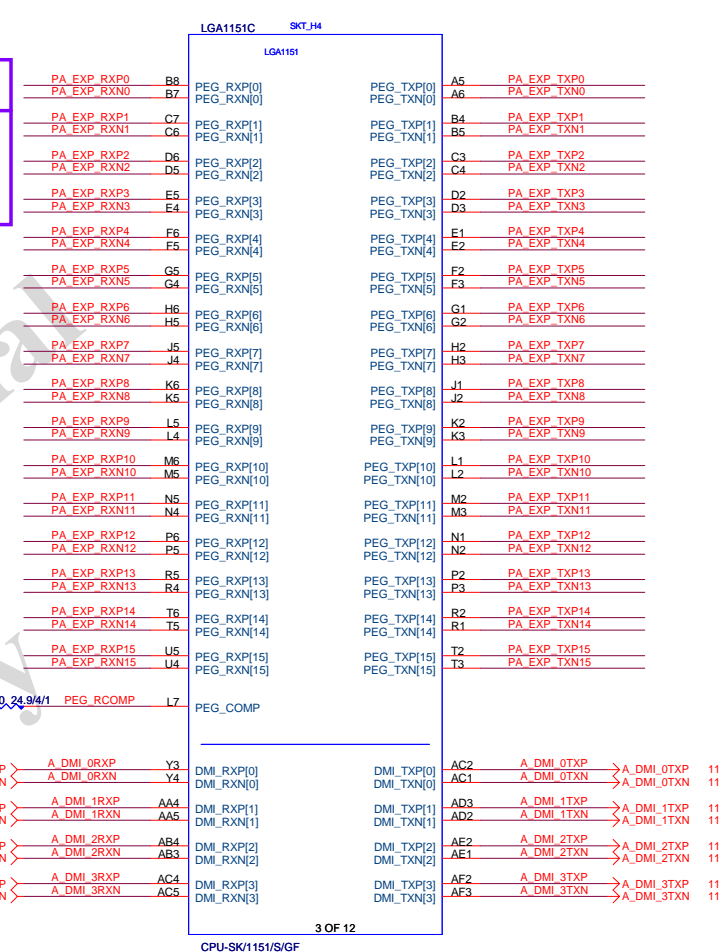 LGA1151C SKT_H4
LGA1151
PA_EXP_RXP0 B8 PEG_RXP[0] PEG_TXP[0] A5 PA_EXP_TXP0
PA_EXP_RXN0 B7 PEG_RXN[0] PEG_TXN[0] A6 PA_EXP_TXN0
PA_EXP_RXP1 C7 PEG_RXP[1] PEG_TXP[1] B4 PA_EXP_TXP1
PA_EXP_RXN1 C6 PEG_RXN[1] PEG_TXN[1] B5 PA_EXP_TXN1
PA_EXP_RXP2 D6 PEG_RXP[2] PEG_TXP[2] C3 PA_EXP_TXP2
PA_EXP_RXN2 D5 PEG_RXN[2] PEG_TXN[2] C4 PA_EXP_TXN2
PA_EXP_RXP3 E5 PEG_RXP[3] PEG_TXP[3] D2 PA_EXP_TXP3
PA_EXP_RXN3 E4 PEG_RXN[3] PEG_TXN[3] D3 PA_EXP_TXN3
PA_EXP_RXP4 F6 PEG_RXP[4] PEG_TXP[4] E1 PA_EXP_TXP4
PA_EXP_RXN4 F5 PEG_RXN[4] PEG_TXN[4] E2 PA_EXP_TXN4
PA_EXP_RXP5 G5 PEG_RXP[5] PEG_TXP[5] F2 PA_EXP_TXP5
PA_EXP_RXN5 G4 PEG_RXN[5] PEG_TXN[5] F3 PA_EXP_TXN5
PA_EXP_RXP6 H6 PEG_RXP[6] PEG_TXP[6] G1 PA_EXP_TXP6
PA_EXP_RXN6 H5 PEG_RXN[6] PEG_TXN[6] G2 PA_EXP_TXN6
PA_EXP_RXP7 J5 PEG_RXP[7] PEG_TXP[7] H2 PA_EXP_TXP7
PA_EXP_RXN7 J4 PEG_RXN[7] PEG_TXN[7] H3 PA_EXP_TXN7
PA_EXP_RXP8 K6 PEG_RXP[8] PEG_TXP[8] J1 PA_EXP_TXP8
PA_EXP_RXN8 K5 PEG_RXN[8] PEG_TXN[8] J2 PA_EXP_TXN8
PA_EXP_RXP9 L5 PEG_RXP[9] PEG_TXP[9] K2 PA_EXP_TXP9
PA_EXP_RXN9 L4 PEG_RXN[9] PEG_TXN[9] K3 PA_EXP_TXN9
PA_EXP_RXP10 M6 PEG_RXP[10] PEG_TXP[10] L1 PA_EXP_TXP10
PA_EXP_RXN10 M5 PEG_RXN[10] PEG_TXN[10] L2 PA_EXP_TXN10
PA_EXP_RXP11 N5 PEG_RXP[11] PEG_TXP[11] M2 PA_EXP_TXP11
PA_EXP_RXN11 N4 PEG_RXN[11] PEG_TXN[11] M3 PA_EXP_TXN11
PA_EXP_RXP12 P6 PEG_RXP[12] PEG_TXP[12] N1 PA_EXP_TXP12
PA_EXP_RXN12 P5 PEG_RXN[12] PEG_TXN[12] N2 PA_EXP_TXN12
PA_EXP_RXP13 R5 PEG_RXP[13] PEG_TXP[13] P2 PA_EXP_TXP13
PA_EXP_RXN13 R4 PEG_RXN[13] PEG_TXN[13] P3 PA_EXP_TXN13
PA_EXP_RXP14 T6 PEG_RXP[14] PEG_TXP[14] R2 PA_EXP_TXP14
PA_EXP_RXN14 T5 PEG_RXN[14] PEG_TXN[14] R1 PA_EXP_TXN14
PA_EXP_RXP15 U5 PEG_RXP[15] PEG_TXP[15] T2 PA_EXP_TXP15
PA_EXP_RXN15 U4 PEG_RXN[15] PEG_TXN[15] T3 PA_EXP_TXN15
24.9/4/1 PEG_RCOMP L7 PEG_COMP
P A_DMI_0RXP Y3 DMI_RXP[0] DMI_TXP[0] AC2 A_DMI_0TXP A_DMI_0TXP 11
N A_DMI_0RXN Y4 DMI_RXN[0] DMI_TXN[0] AC1 A_DMI_0TXN A_DMI_0TXN 11
P A_DMI_1RXP AA4 DMI_RXP[1] DMI_TXP[1] AD3 A_DMI_1TXP A_DMI_1TXP 11
N A_DMI_1RXN AA5 DMI_RXN[1] DMI_TXN[1] AD2 A_DMI_1TXN A_DMI_1TXN 11
P A_DMI_2RXP AB4 DMI_RXP[2] DMI_TXP[2] AE2 A_DMI_2TXP A_DMI_2TXP 11
N A_DMI_2RXN AB3 DMI_RXN[2] DMI_TXN[2] AE1 A_DMI_2TXN A_DMI_2TXN 11
P A_DMI_3RXP AC4 DMI_RXP[3] DMI_TXP[3] AF2 A_DMI_3TXP A_DMI_3TXP 11
N A_DMI_3RXN AC5 DMI_RXN[3] DMI_TXN[3] AF3 A_DMI_3TXN A_DMI_3TXN 11
3 OF 12
CPU-SK/1151/S/GF